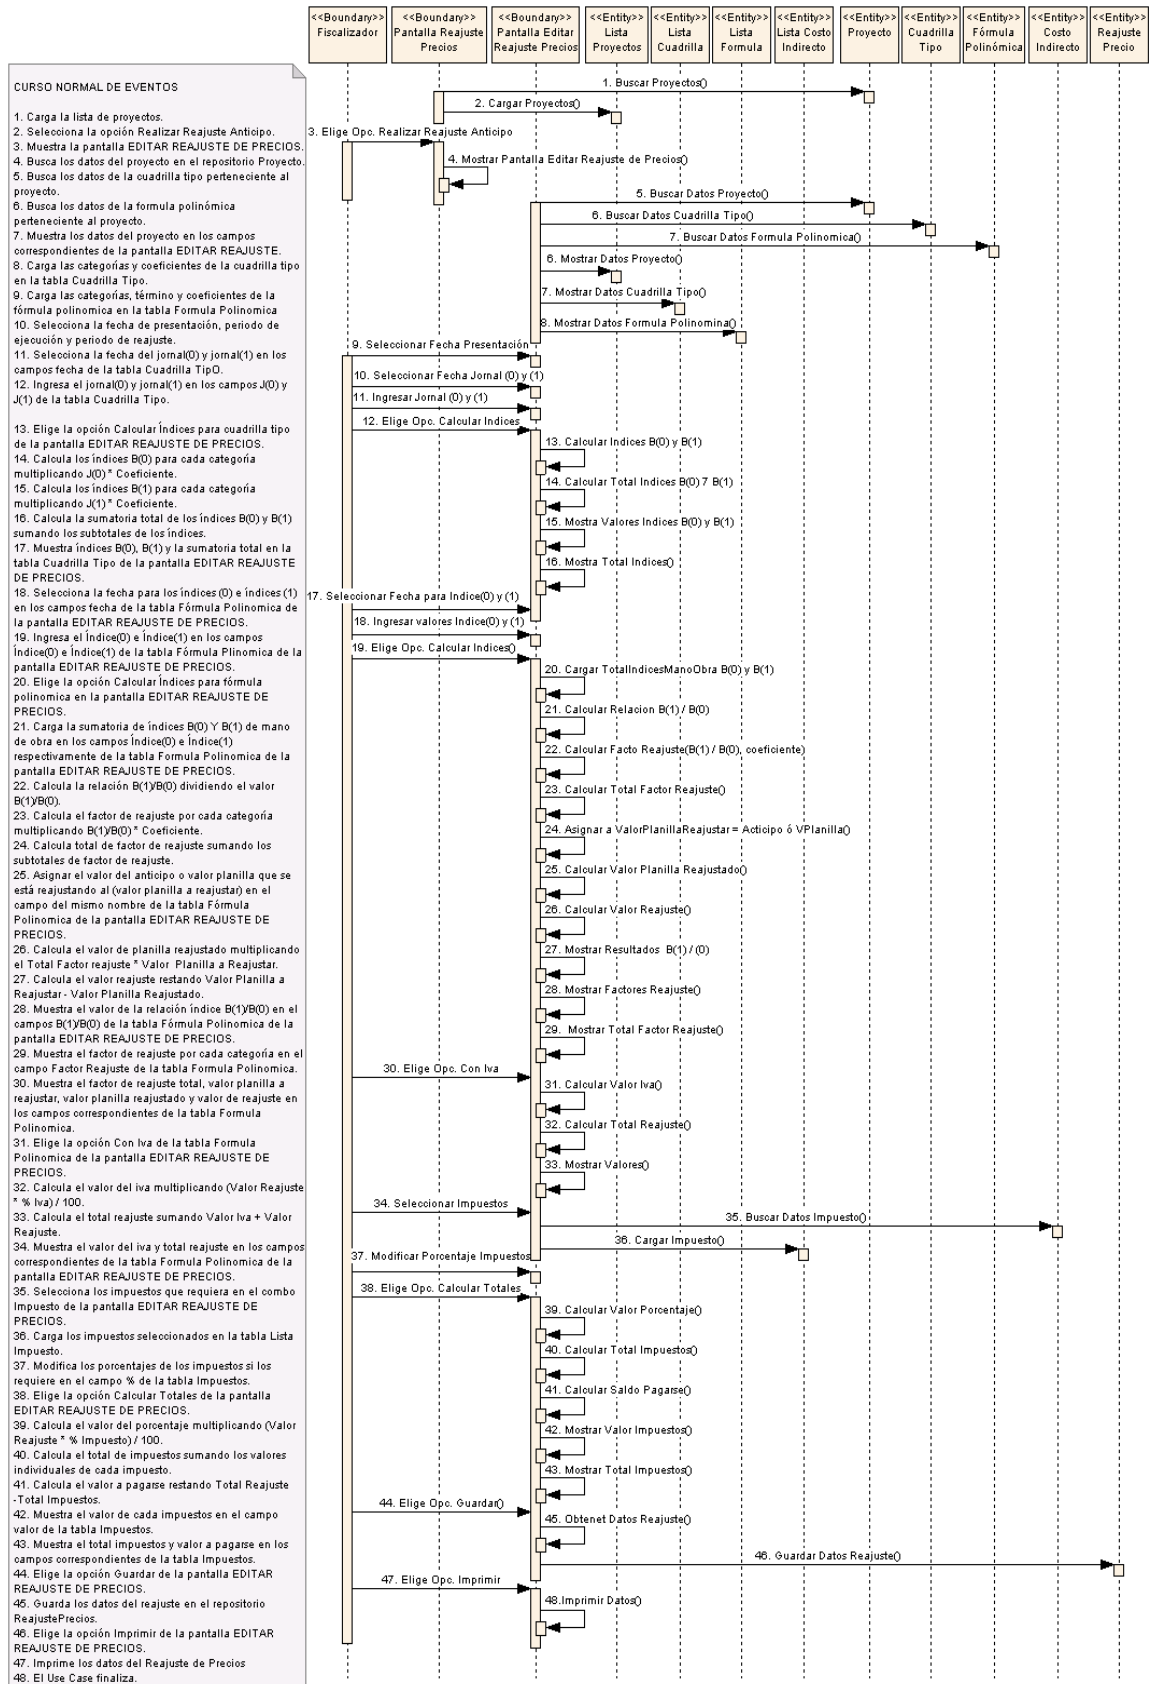 <<Boundary>>
Fiscalizador
<<Boundary>>
Pantalla Reajuste
Precios
<<Boundary>>
Pantalla Editar
Reajuste Precios
<<Entity>>
Lista
Proyectos
<<Entity>>
Lista
Cuadrilla
<<Entity>>
Lista
Formula
<<Entity>>
Lista Costo
Indirecto
<<Entity>>
Proyecto
<<Entity>>
Cuadrilla
Tipo
<<Entity>>
Fórmula
Polinómica
<<Entity>>
Costo
Indirecto
<<Entity>>
Reajuste
Precio
CURSO NORMAL DE EVENTOS
1. Carga la lista de proyectos.
2. Selecciona la opción Realizar Reajuste Anticipo.
3. Muestra la pantalla EDITAR REAJUSTE DE PRECIOS.
4. Busca los datos del proyecto en el repositorio Proyecto.
5. Busca los datos de la cuadrilla tipo perteneciente al
proyecto.
6. Busca los datos de la formula polinómica
perteneciente al proyecto.
7. Muestra los datos del proyecto en los campos
correspondientes de la pantalla EDITAR REAJUSTE.
8. Carga las categorías y coeficientes de la cuadrilla tipo
en la tabla Cuadrilla Tipo.
9. Carga las categorías, término y coeficientes de la
fórmula polinomica en la tabla Formula Polinomica
10. Selecciona la fecha de presentación, periodo de
ejecución y periodo de reajuste.
11. Selecciona la fecha del jornal(0) y jornal(1) en los
campos fecha de la tabla Cuadrilla TipO.
12. Ingresa el jornal(0) y jornal(1) en los campos J(0) y
J(1) de la tabla Cuadrilla Tipo.
13. Elige la opción Calcular Índices para cuadrilla tipo
de la pantalla EDITAR REAJUSTE DE PRECIOS.
14. Calcula los índices B(0) para cada categoría
multiplicando J(0) * Coeficiente.
15. Calcula los índices B(1) para cada categoría
multiplicando J(1) * Coeficiente.
16. Calcula la sumatoria total de los índices B(0) y B(1)
sumando los subtotales de los índices.
17. Muestra índices B(0), B(1) y la sumatoria total en la
tabla Cuadrilla Tipo de la pantalla EDITAR REAJUSTE
DE PRECIOS.
18. Selecciona la fecha para los índices (0) e índices (1)
en los campos fecha de la tabla Fórmula Polinomica de
la pantalla EDITAR REAJUSTE DE PRECIOS.
19. Ingresa el Índice(0) e Índice(1) en los campos
Índice(0) e Índice(1) de la tabla Fórmula Plinomica de la
pantalla EDITAR REAJUSTE DE PRECIOS.
20. Elige la opción Calcular Índices para fórmula
polinomica en la pantalla EDITAR REAJUSTE DE
PRECIOS.
21. Carga la sumatoria de índices B(0) Y B(1) de mano
de obra en los campos Índice(0) e Índice(1)
respectivamente de la tabla Formula Polinomica de la
pantalla EDITAR REAJUSTE DE PRECIOS.
22. Calcula la relación B(1)/B(0) dividiendo el valor
B(1)/B(0).
23. Calcula el factor de reajuste por cada categoría
multiplicando B(1)/B(0) * Coeficiente.
24. Calcula total de factor de reajuste sumando los
subtotales de factor de reajuste.
25. Asignar el valor del anticipo o valor planilla que se
está reajustando al (valor planilla a reajustar) en el
campo del mismo nombre de la tabla Fórmula
Polinomica de la pantalla EDITAR REAJUSTE DE
PRECIOS.
26. Calcula el valor de planilla reajustado multiplicando
el Total Factor reajuste * Valor Planilla a Reajustar.
27. Calcula el valor reajuste restando Valor Planilla a
Reajustar - Valor Planilla Reajustado.
28. Muestra el valor de la relación índice B(1)/B(0) en el
campos B(1)/B(0) de la tabla Fórmula Polinomica de la
pantalla EDITAR REAJUSTE DE PRECIOS.
29. Muestra el factor de reajuste por cada categoría en el
campo Factor Reajuste de la tabla Formula Polinomica.
30. Muestra el factor de reajuste total, valor planilla a
reajustar, valor planilla reajustado y valor de reajuste en
los campos correspondientes de la tabla Formula
Polinomica.
31. Elige la opción Con Iva de la tabla Formula
Polinomica de la pantalla EDITAR REAJUSTE DE
PRECIOS.
32. Calcula el valor del iva multiplicando (Valor Reajuste
* % Iva) / 100.
33. Calcula el total reajuste sumando Valor Iva + Valor
Reajuste.
34. Muestra el valor del iva y total reajuste en los campos
correspondientes de la tabla Formula Polinomica de la
pantalla EDITAR REAJUSTE DE PRECIOS.
35. Selecciona los impuestos que requiera en el combo
Impuesto de la pantalla EDITAR REAJUSTE DE
PRECIOS.
36. Carga los impuestos seleccionados en la tabla Lista
Impuesto.
37. Modifica los porcentajes de los impuestos si los
requiere en el campo % de la tabla Impuestos.
38. Elige la opción Calcular Totales de la pantalla
EDITAR REAJUSTE DE PRECIOS.
39. Calcula el valor del porcentaje multiplicando (Valor
Reajuste * % Impuesto) / 100.
40. Calcula el total de impuestos sumando los valores
individuales de cada impuesto.
41. Calcula el valor a pagarse restando Total Reajuste
-Total Impuestos.
42. Muestra el valor de cada impuestos en el campo
valor de la tabla Impuestos.
43. Muestra el total impuestos y valor a pagarse en los
campos correspondientes de la tabla Impuestos.
44. Elige la opción Guardar de la pantalla EDITAR
REAJUSTE DE PRECIOS.
45. Guarda los datos del reajuste en el repositorio
ReajustePrecios.
46. Elige la opción Imprimir de la pantalla EDITAR
REAJUSTE DE PRECIOS.
47. Imprime los datos del Reajuste de Precios
48. El Use Case finaliza.
1. Buscar Proyectos()
2. Cargar Proyectos()
3. Elige Opc. Realizar Reajuste Anticipo
4. Mostrar Pantalla Editar Reajuste de Precios()
5. Buscar Datos Proyecto()
6. Buscar Datos Cuadrilla Tipo()
7. Buscar Datos Formula Polinomica()
6. Mostrar Datos Proyecto()
7. Mostrar Datos Cuadrilla Tipo()
8. Mostrar Datos Formula Polinomina()
9. Seleccionar Fecha Presentación
10. Seleccionar Fecha Jornal (0) y (1)
11. Ingresar Jornal (0) y (1)
12. Elige Opc. Calcular Indices
13. Calcular Indices B(0) y B(1)
14. Calcular Total Indices B(0) 7 B(1)
15. Mostra Valores Indices B(0) y B(1)
16. Mostra Total Indices()
17. Seleccionar Fecha para Indice(0) y (1)
18. Ingresar valores Indice(0) y (1)
19. Elige Opc. Calcular Indices()
20. Cargar TotalIndicesManoObra B(0) y B(1)
21. Calcular Relacion B(1) / B(0)
22. Calcular Facto Reajuste(B(1) / B(0), coeficiente)
23. Calcular Total Factor Reajuste()
24. Asignar a ValorPlanillaReajustar = Acticipo ó VPlanilla()
25. Calcular Valor Planilla Reajustado()
26. Calcular Valor Reajuste()
27. Mostrar Resultados B(1) / (0)
28. Mostrar Factores Reajuste()
29. Mostrar Total Factor Reajuste()
30. Elige Opc. Con Iva
31. Calcular Valor Iva()
32. Calcular Total Reajuste()
33. Mostrar Valores()
34. Seleccionar Impuestos
35. Buscar Datos Impuesto()
36. Cargar Impuesto()
37. Modificar Porcentaje Impuestos
38. Elige Opc. Calcular Totales
39. Calcular Valor Porcentaje()
40. Calcular Total Impuestos()
41. Calcular Saldo Pagarse()
42. Mostrar Valor Impuestos()
43. Mostrar Total Impuestos()
44. Elige Opc. Guardar()
45. Obtenet Datos Reajuste()
46. Guardar Datos Reajuste()
47. Elige Opc. Imprimir
48.Imprimir Datos()